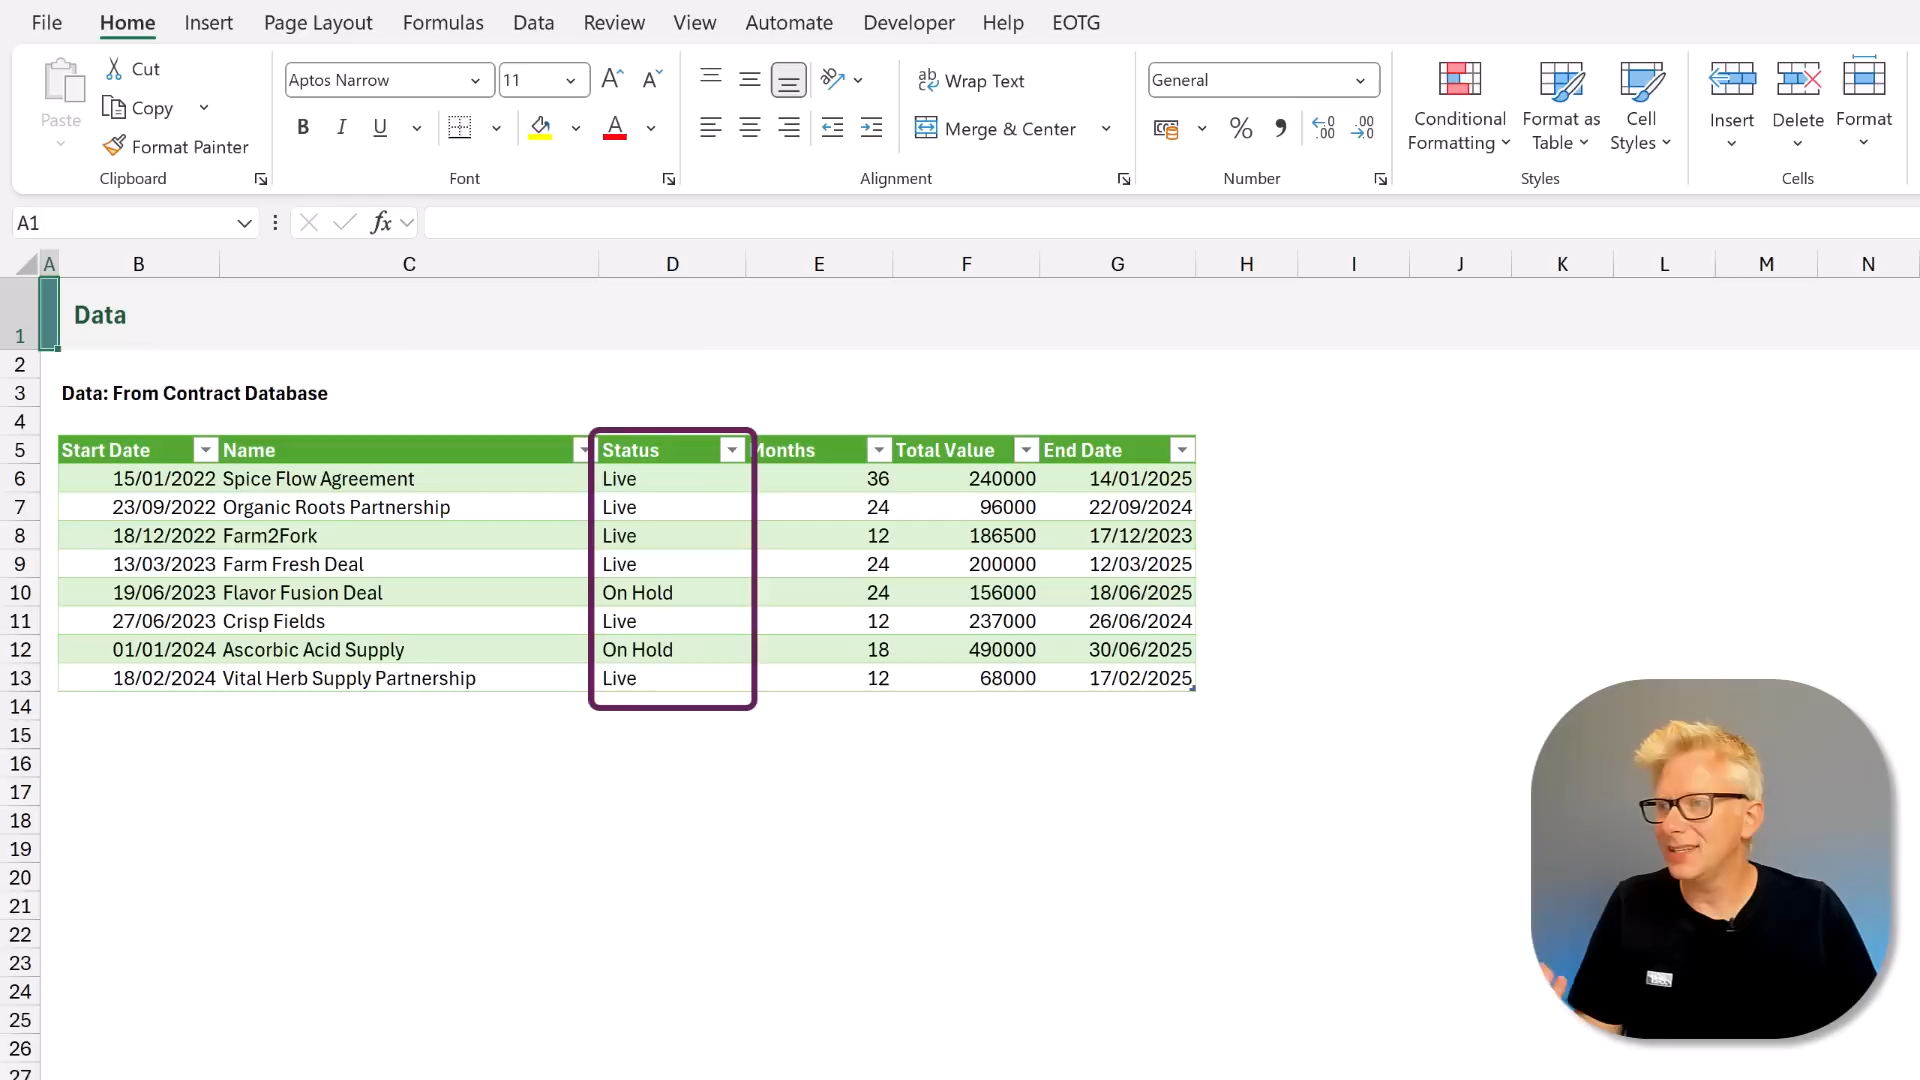 File Home Insert Page Layout Formulas Data Review View Automate Developer Help EOTG
Paste
Cut
Copy
Format Painter
Clipboard
Aptos Narrow 11
B I U
Font
Wrap Text
Merge & Center
Alignment
General
Number
Conditional Formatting
Format as Table
Cell Styles
Styles
Insert Delete Format
Cells
A1 fx
A B C D E F G H I J K L M N
1 Data
2
3 Data: From Contract Database
4
5 Start Date Name Status Months Total Value End Date
6 15/01/2022 Spice Flow Agreement Live 36 240000 14/01/2025
7 23/09/2022 Organic Roots Partnership Live 24 96000 22/09/2024
8 18/12/2022 Farm2Fork Live 12 186500 17/12/2023
9 13/03/2023 Farm Fresh Deal Live 24 200000 12/03/2025
10 19/06/2023 Flavor Fusion Deal On Hold 24 156000 18/06/2025
11 27/06/2023 Crisp Fields Live 12 237000 26/06/2024
12 01/01/2024 Ascorbic Acid Supply On Hold 18 490000 30/06/2025
13 18/02/2024 Vital Herb Supply Partnership Live 12 68000 17/02/2025
14
15
16
17
18
19
20
21
22
23
24
25
26
27